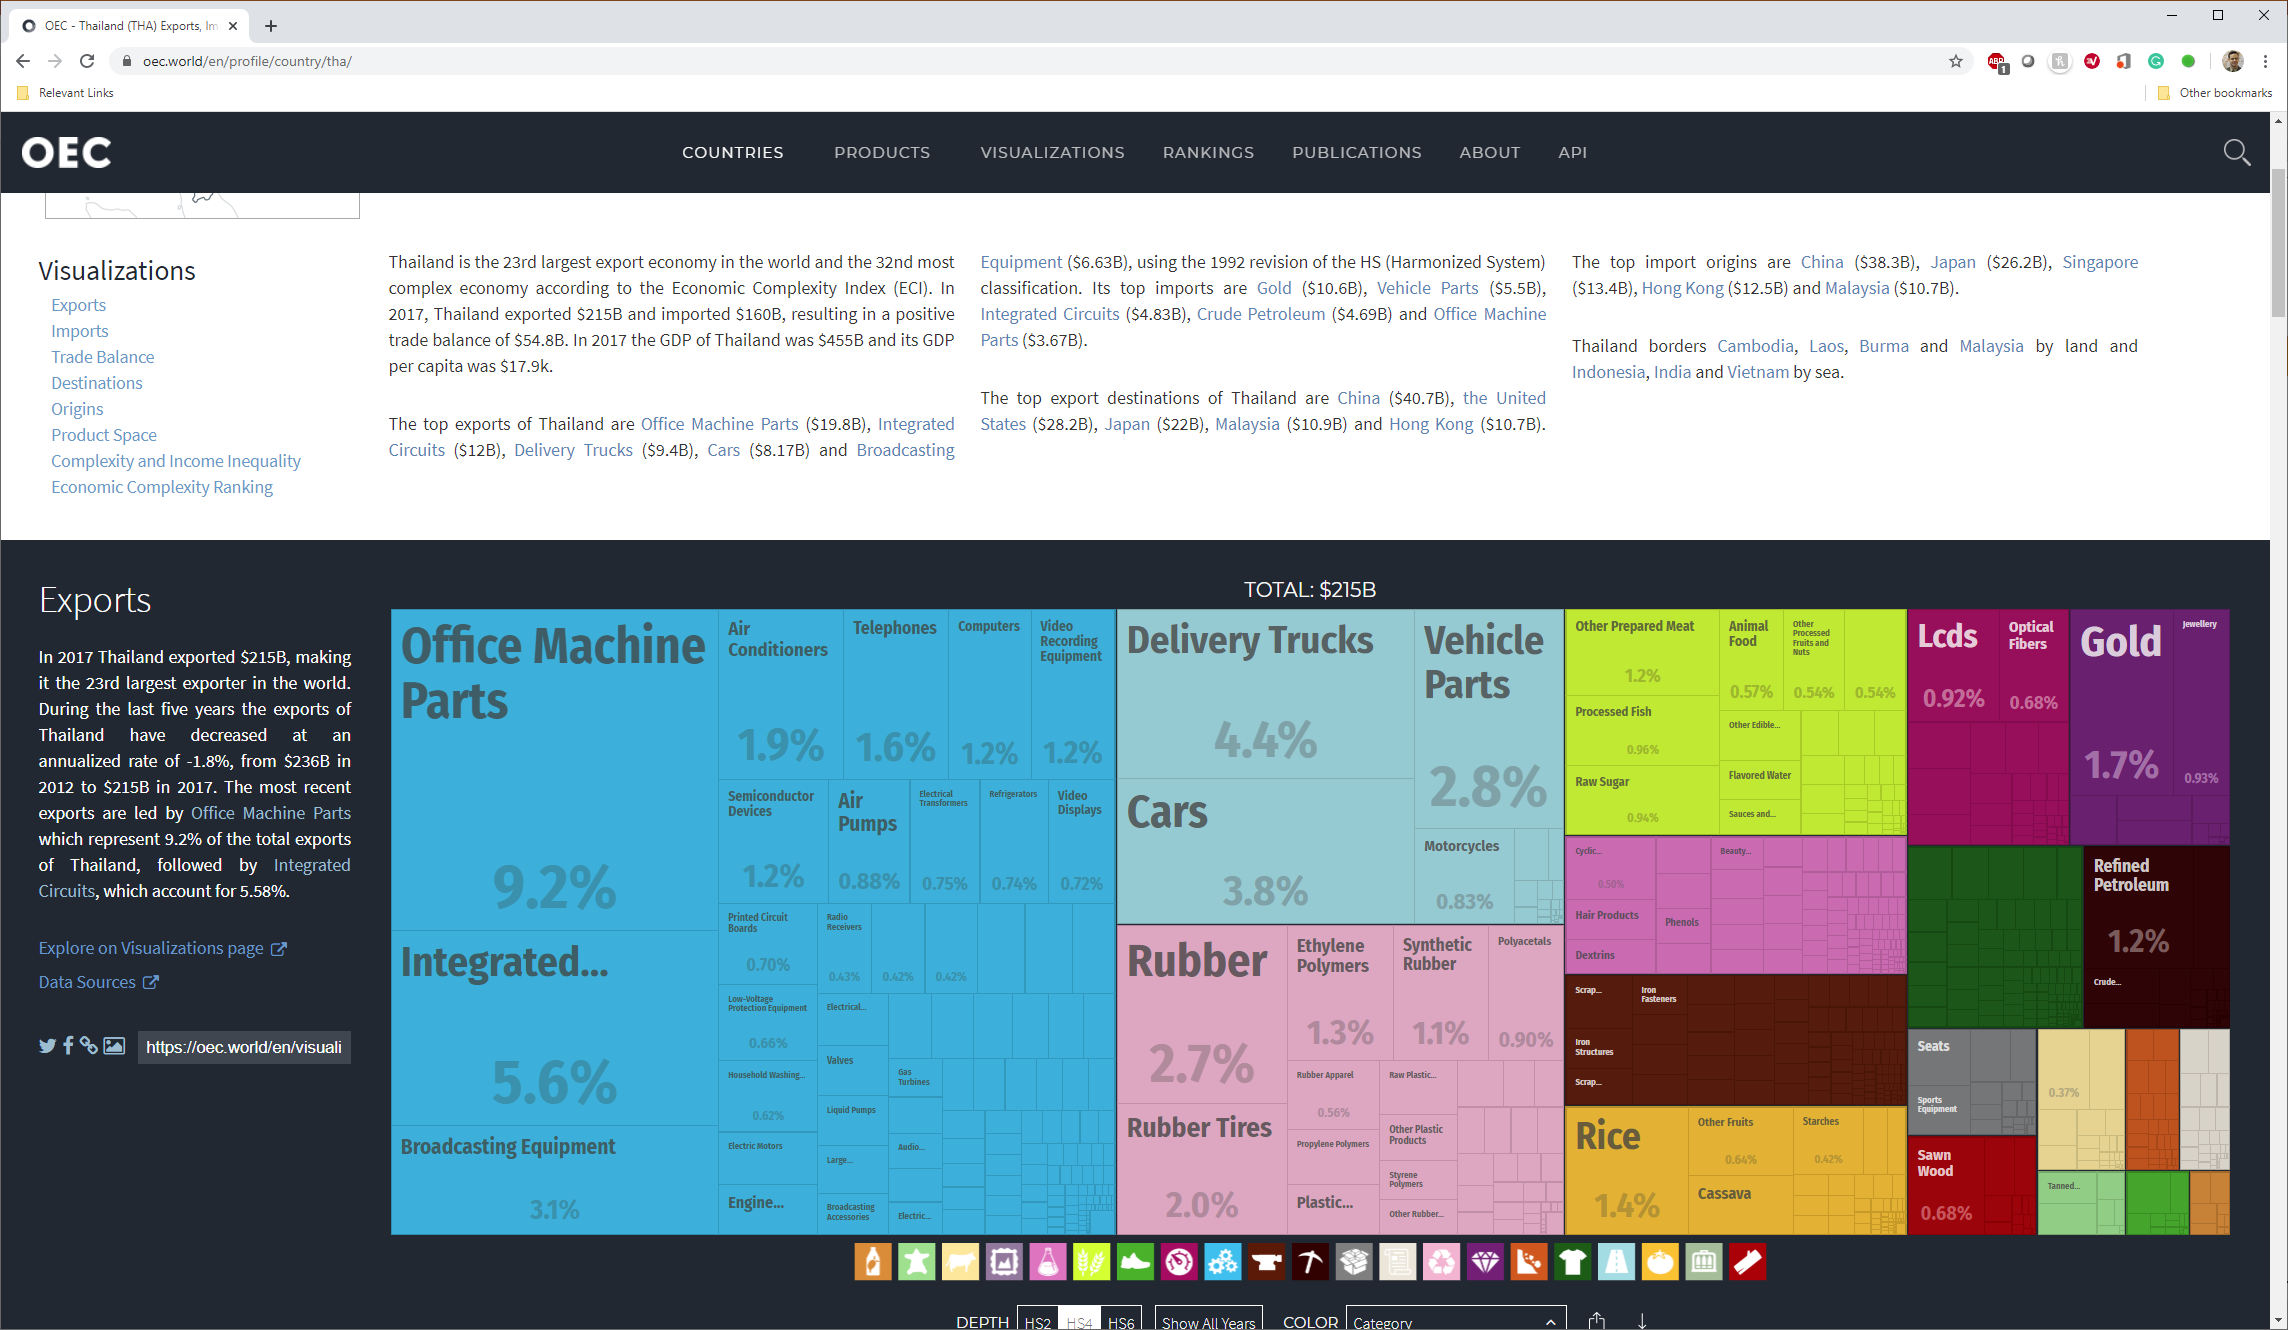 OEC - Thailand (THA) Exports, Im
oec.world/en/profile/country/tha/
ABP
1
Relevant Links
Other bookmarks
OEC
COUNTRIES
PRODUCTS
VISUALIZATIONS
RANKINGS
PUBLICATIONS
ABOUT
API
Visualizations
Exports
Imports
Trade Balance
Destinations
Origins
Product Space
Complexity and Income Inequality
Economic Complexity Ranking
Thailand is the 23rd largest export economy in the world and the 32nd most
complex economy according to the Economic Complexity Index (ECI). In
2017, Thailand exported $215B and imported $160B, resulting in a positive
trade balance of $54.8B. In 2017 the GDP of Thailand was $455B and its GDP
per capita was $17.9k.
The top exports of Thailand are Office Machine Parts ($19.8B), Integrated
Circuits ($12B), Delivery Trucks ($9.4B), Cars ($8.17B) and Broadcasting
Equipment ($6.63B), using the 1992 revision of the HS (Harmonized System)
classification. Its top imports are Gold ($10.6B), Vehicle Parts ($5.5B),
Integrated Circuits ($4.83B), Crude Petroleum ($4.69B) and Office Machine
Parts ($3.67B).
The top export destinations of Thailand are China ($40.7B), the United
States ($28.2B), Japan ($22B), Malaysia ($10.9B) and Hong Kong ($10.7B).
The top import origins are China ($38.3B), Japan ($26.2B), Singapore
($13.4B), Hong Kong ($12.5B) and Malaysia ($10.7B).
Thailand borders Cambodia, Laos, Burma and Malaysia by land and
Indonesia, India and Vietnam by sea.
Exports
In 2017 Thailand exported $215B, making
it the 23rd largest exporter in the world.
During the last five years the exports of
Thailand have decreased at an
annualized rate of -1.8%, from $236B in
2012 to $215B in 2017. The most recent
exports are led by Office Machine Parts
which represent 9.2% of the total exports
of Thailand, followed by Integrated
Circuits, which account for 5.58%.
Explore on Visualizations page
Data Sources
https://oec.world/en/visuali
TOTAL: $215B
Office Machine
Parts
9.2%
Integrated...
5.6%
Broadcasting Equipment
3.1%
Air
Conditioners
1.9%
Telephones
1.6%
Computers
1.2%
Video
Recording
Equipment
1.2%
Semiconductor
Devices
1.2%
Air
Pumps
0.88%
Electrical
Transformers
0.75%
Refrigerators
0.74%
Video
Displays
0.72%
Printed Circuit
Boards
0.70%
Radio
Receivers
0.43%
0.42%
0.42%
Low-Voltage
Protection Equipment
0.66%
Electrical...
Household Washing...
0.62%
Valves
Gas
Turbines
Liquid Pumps
Electric Motors
Large...
Audio...
Engine...
Broadcasting
Accessories
Electric...
Delivery Trucks
4.4%
Cars
3.8%
Vehicle
Parts
2.8%
Motorcycles
0.83%
Rubber
2.7%
Rubber Tires
2.0%
Ethylene
Polymers
1.3%
Synthetic
Rubber
1.1%
Polyacetals
0.90%
Rubber Apparel
0.56%
Raw Plastic...
Propylene Polymers
Other Plastic
Products
Plastic...
Styrene
Polymers
Other Rubber...
Other Prepared Meat
1.2%
Processed Fish
0.96%
Raw Sugar
0.94%
Animal
Food
0.57%
Other
Processed
Fruits and
Nuts
0.54%
0.54%
Other Edible...
Flavored Water
Sauces and...
Cyclic...
0.50%
Beauty...
Hair Products
Phenols
Dextrins
Scrap...
Iron
Fasteners
Iron
Structures
Scrap...
Rice
1.4%
Other Fruits
0.64%
Starches
0.42%
Cassava
Lcds
0.92%
Optical
Fibers
0.68%
Gold
1.7%
Jewellery
0.93%
Refined
Petroleum
1.2%
Crude...
Seats
Sports
Equipment
0.37%
Sawn
Wood
0.68%
Tanned...
DEPTH
HS2
HS4
HS6
Show All Years
COLOR
Category